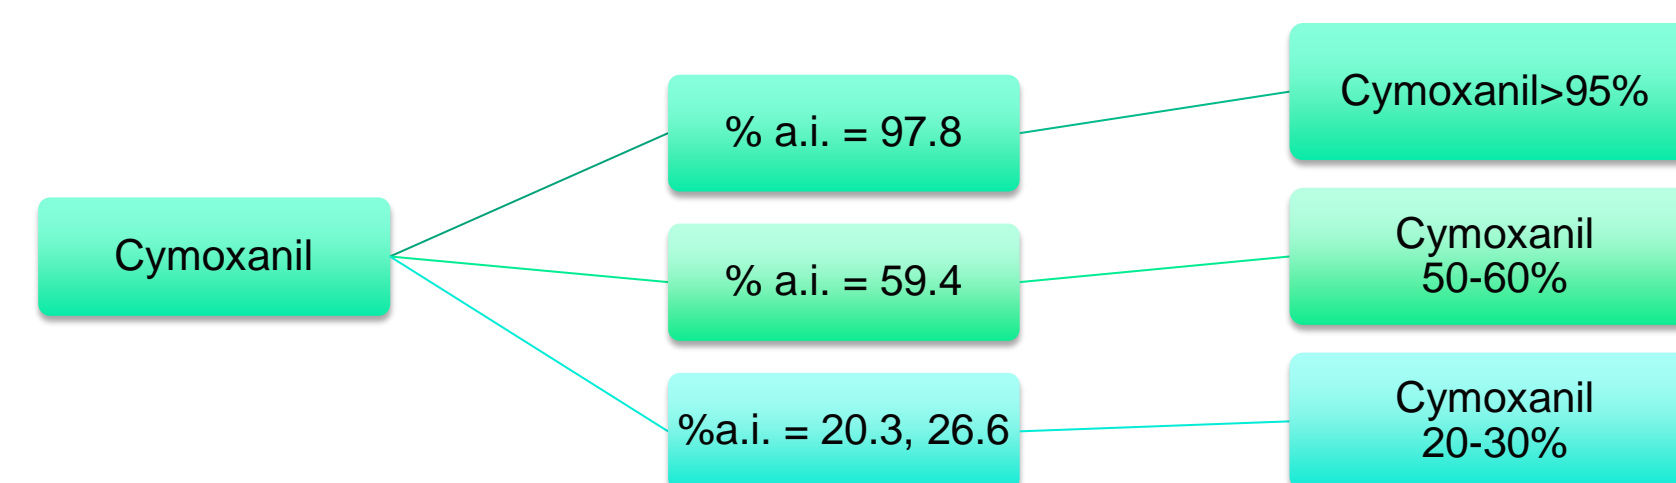 Cymoxanil
% a.i. = 97.8
% a.i. = 59.4
%a.i. = 20.3, 26.6
Cymoxanil>95%
Cymoxanil
50-60%
Cymoxanil
20-30%